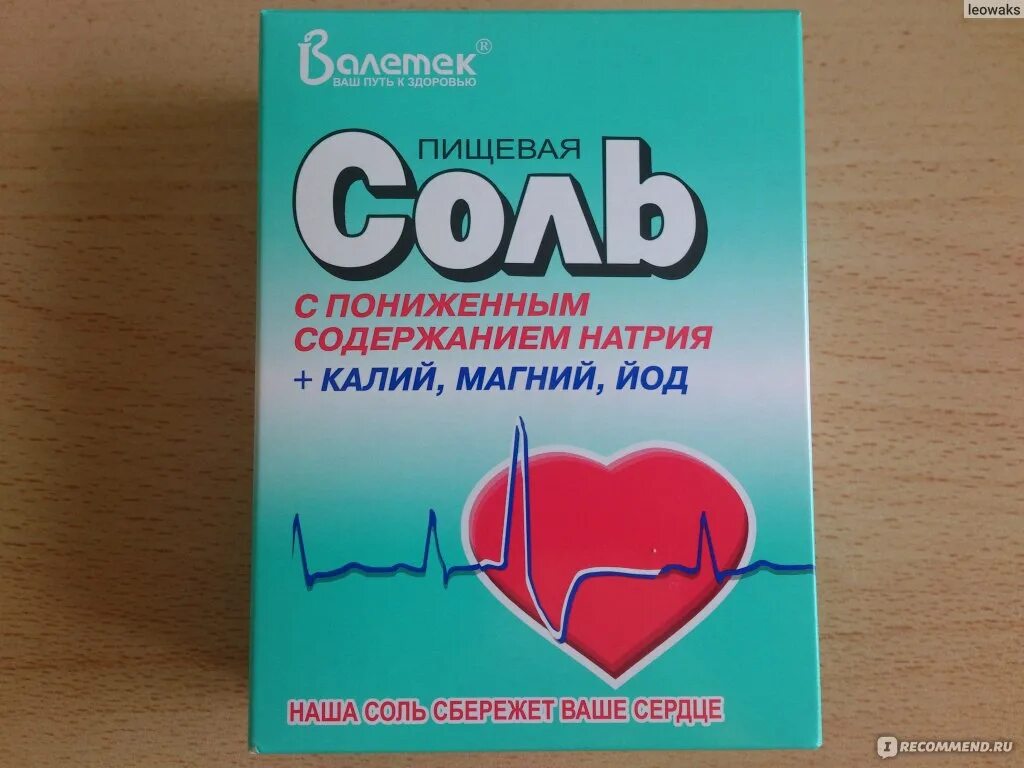 leowaks
Валетек®
ВАШ ПУТЬ К ЗДОРОВЬЮ
ПИЩЕВАЯ
Соль
С ПОНИЖЕННЫМ
СОДЕРЖАНИЕМ НАТРИЯ
+ КАЛИЙ, МАГНИЙ, ЙОД
НАША СОЛЬ СБЕРЕЖЕТ ВАШЕ СЕРДЦЕ
IRECOMMEND.RU